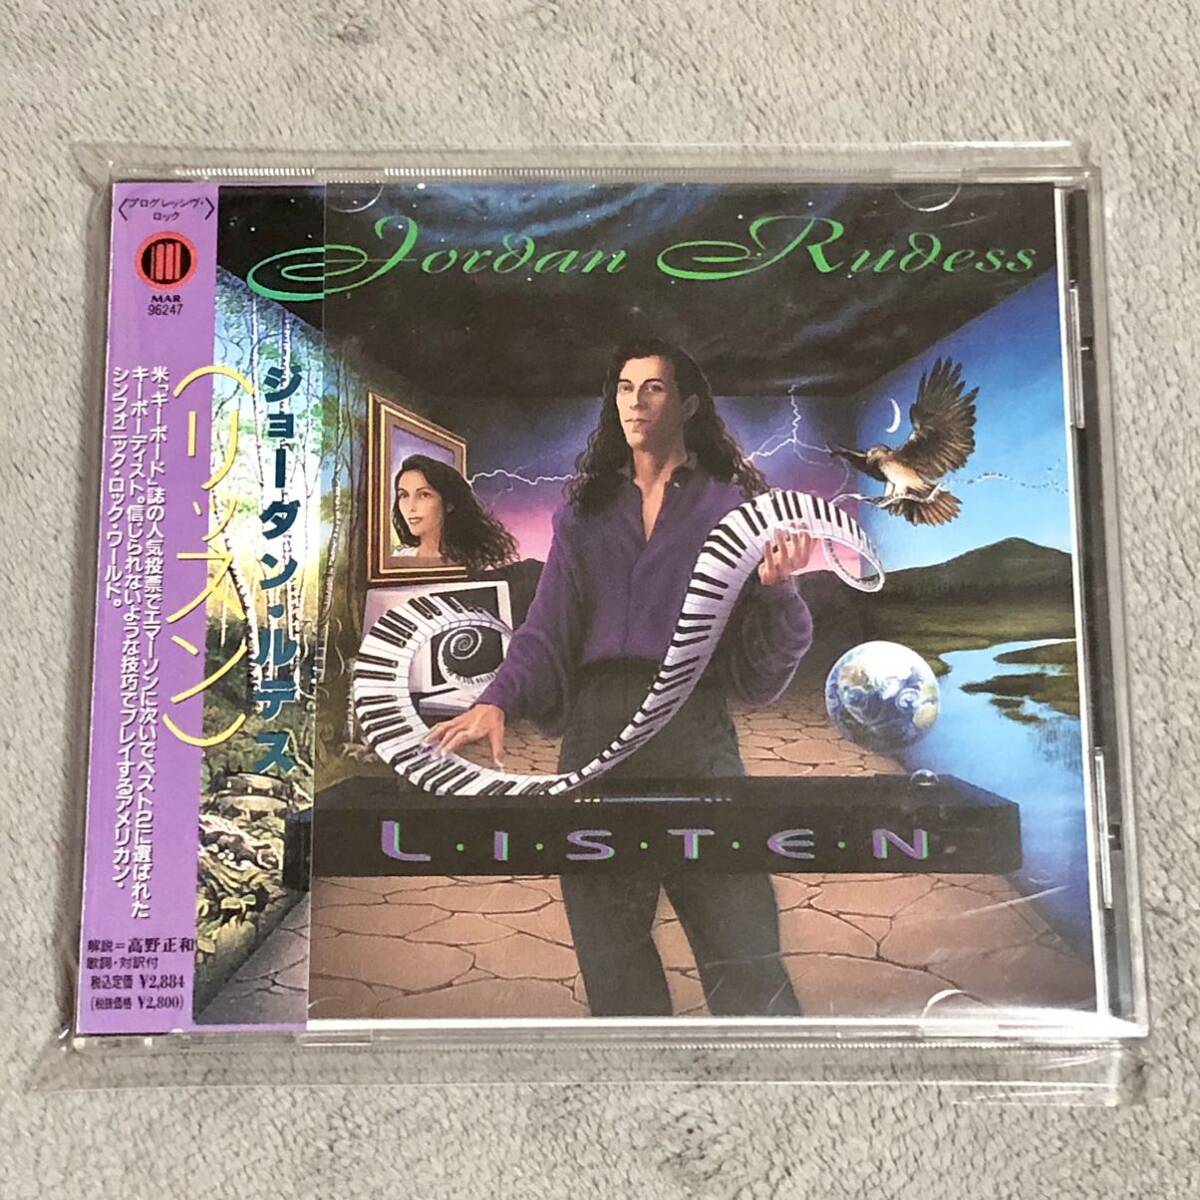 〈プログレッシヴ・
ロック〉
MAR
96247
米「キーボード」誌の人気投票でエマーソンに次いでベスト2に選ばれた
キーボーディスト。信じられないような技巧でプレイするアメリカン・
シンフォニック・ロック・ワールド。
(リッスン)
ジョーダン・ルデス
解説=高野正和
歌詞・対訳付
税込定価 ¥2,884
(税抜価格 ¥2,800)
Jordan Rudess
L·I·S·T·E·N